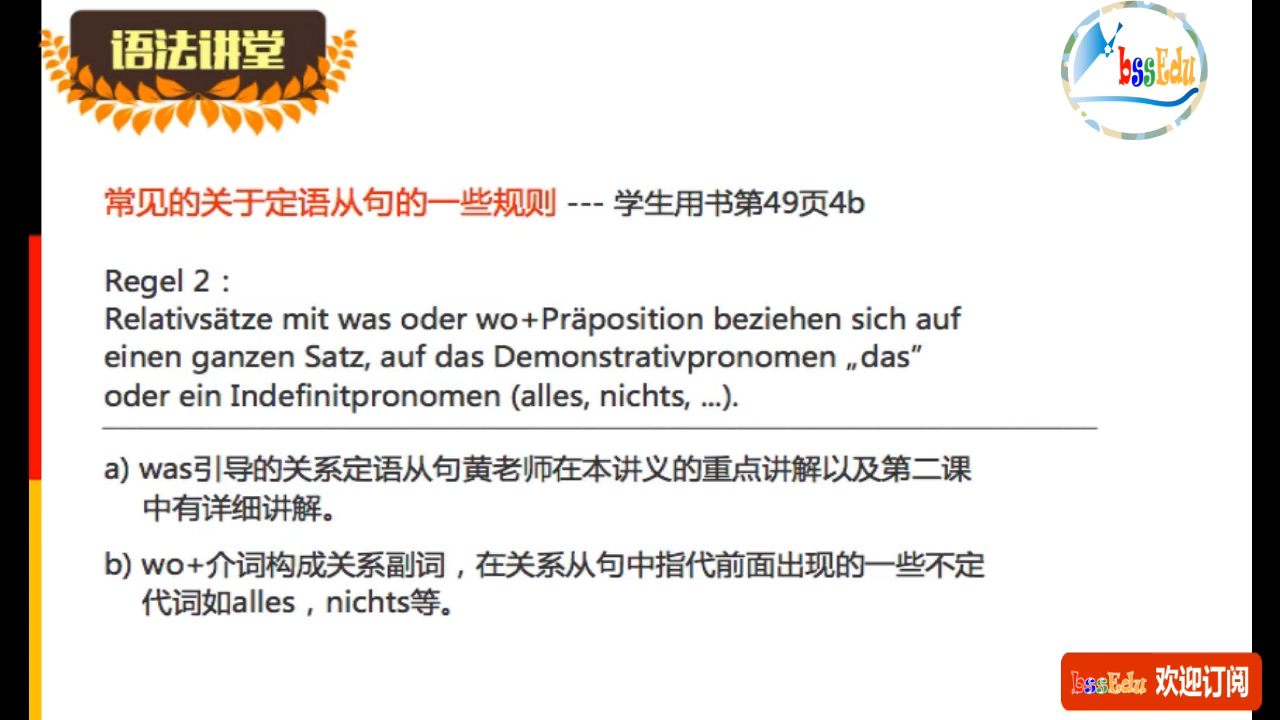 语法讲堂
bssEdu
常见的关于定语从句的一些规则 --- 学生用书第49页4b
Regel 2：
Relativsätze mit was oder wo+Präposition beziehen sich auf
einen ganzen Satz, auf das Demonstrativpronomen „das”
oder ein Indefinitpronomen (alles, nichts, ...).
a) was引导的关系定语从句黄老师在本讲义的重点讲解以及第二课
中有详细讲解。
b) wo+介词构成关系副词，在关系从句中指代前面出现的一些不定
代词如alles，nichts等。
bssEdu 欢迎订阅